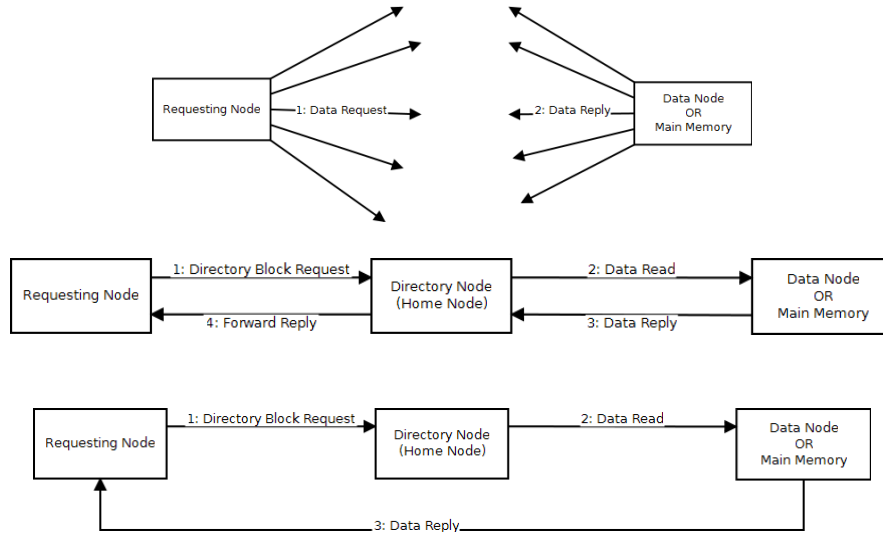 Requesting Node
1: Data Request
2: Data Reply
Data Node
OR
Main Memory
1: Directory Block Request
2: Data Read
Requesting Node
Directory Node
(Home Node)
Data Node
OR
Main Memory
4: Forward Reply
3: Data Reply
1: Directory Block Request
2: Data Read
Requesting Node
Directory Node
(Home Node)
Data Node
OR
Main Memory
3: Data Reply